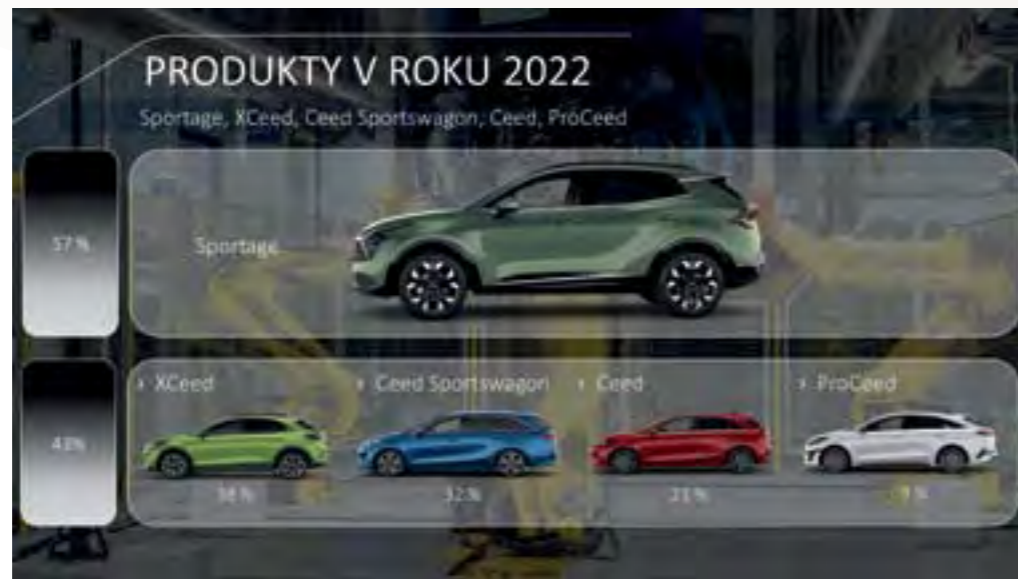 PRODUKTY V ROKU 2022
Sportage, XCeed, Ceed Sportswagon, Ceed, ProCeed
57 %
Sportage
43%
› XCeed
› Ceed Sportswagon
› Ceed
› ProCeed
38 %
32 %
21 %
9 %